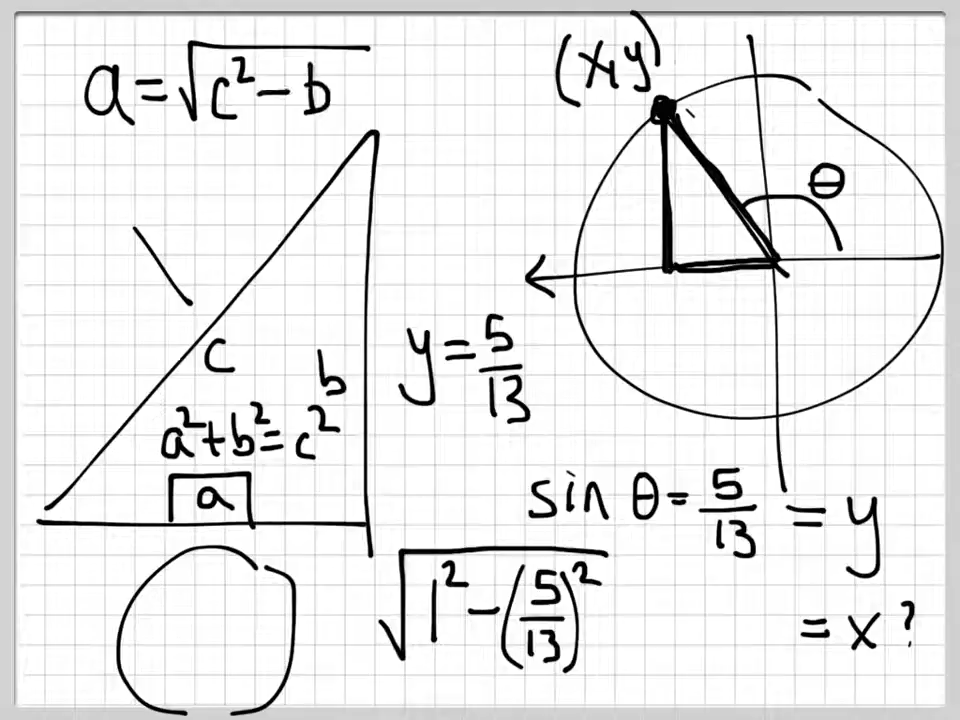 a = √(c² - b)
(x, y)
θ
c
b
a² + b² = c²
a
y = 5/13
sin θ = 5/13 = y
√(1² - (5/13)²)
= x ?